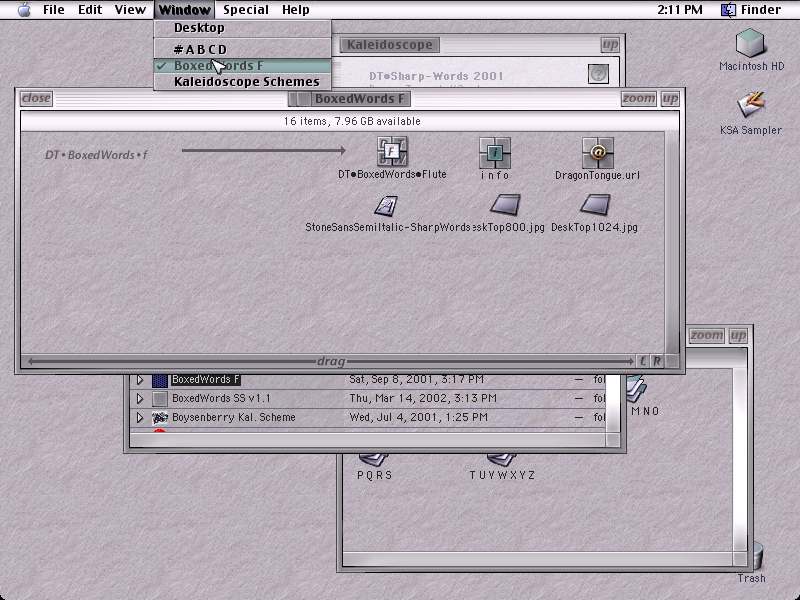 File Edit View Window Special Help 2:11 PM Finder
Desktop
# A B C D
BoxedWords F
Kaleidoscope Schemes
Kaleidoscope up
DT•Sharp-Words 2001
Macintosh HD
KSA Sampler
close BoxedWords F zoom up
16 items, 7.96 GB available
DT•BoxedWords•f
DT•BoxedWords•Flute info DragonTongue.url
StoneSansSemiItalic-SharpWords eskTop800.jpg DeskTop1024.jpg
drag L R
zoom up
BoxedWords F Sat, Sep 8, 2001, 3:17 PM — fol
BoxedWords SS v1.1 Thu, Mar 14, 2002, 3:13 PM — fol
Boysenberry Kal. Scheme Wed, Jul 4, 2001, 1:25 PM — fol
M N O
P Q R S T U V W X Y Z
Trash